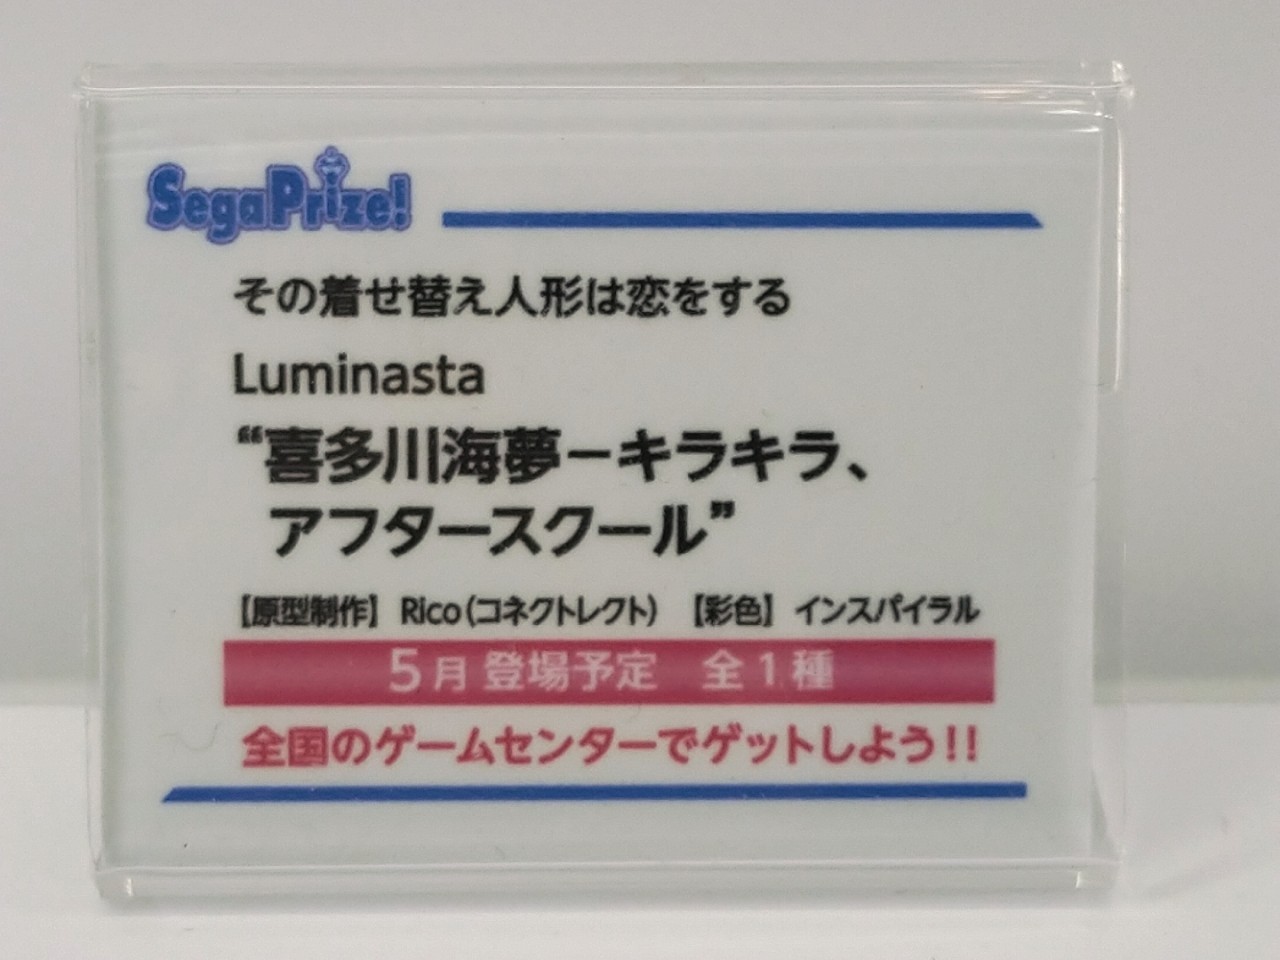 SegaPrize!
その着せ替え人形は恋をする
Luminasta
“喜多川海夢－キラキラ、
アフタースクール”
【原型制作】 Rico（コネクトレクト） 【彩色】 インスパイラル
5月 登場予定 全1種
全国のゲームセンターでゲットしよう!!